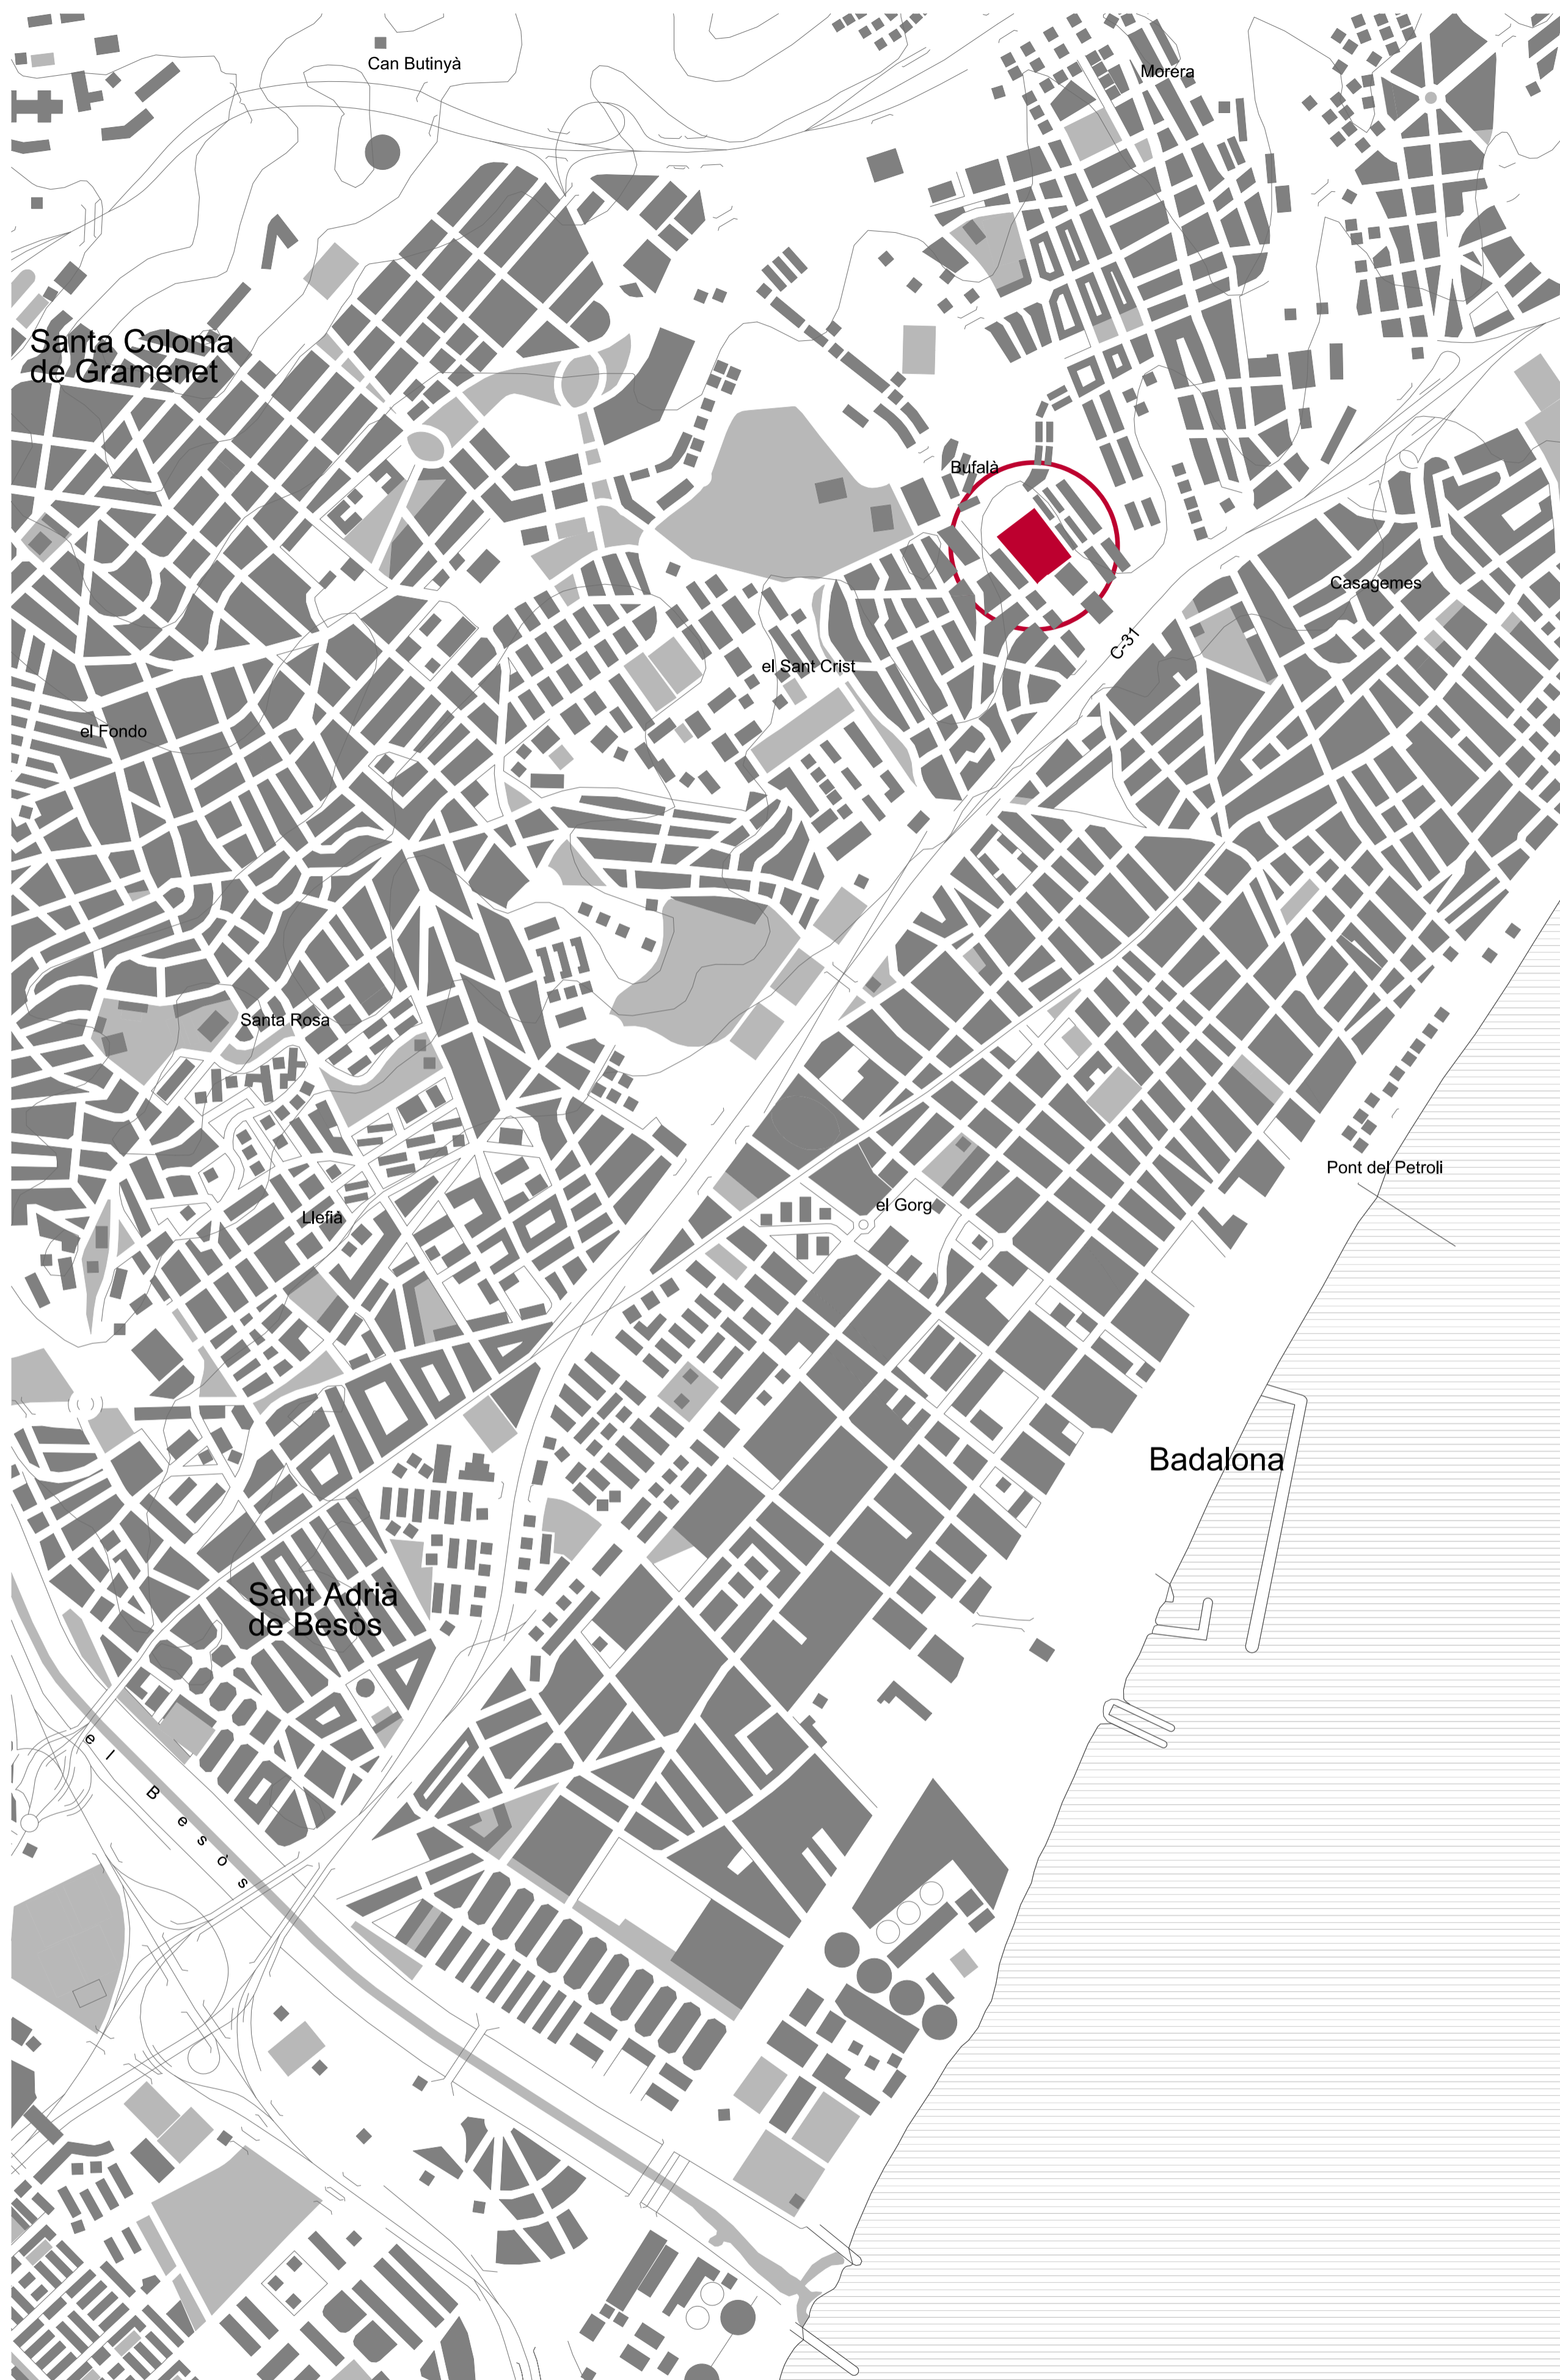 Can Butinyà
Morera
Santa Coloma
de Gramenet
Bufalà
Casagemes
C-31
el Sant Crist
el Fondo
Santa Rosa
Pont del Petroli
el Gorg
Llefià
Badalona
Sant Adrià
de Besòs
el Besòs